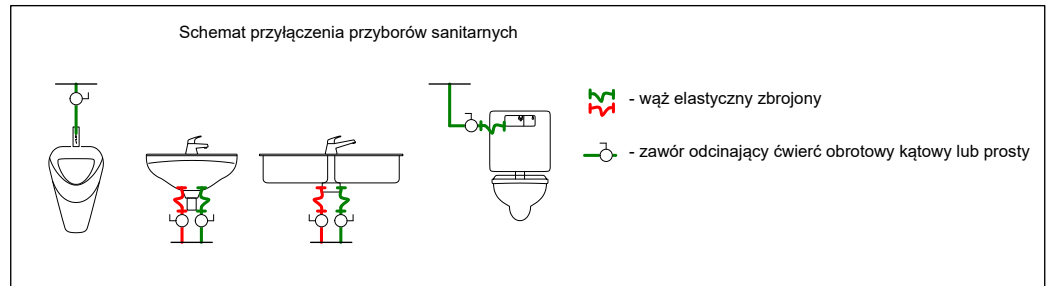 Schemat przyłączenia przyborów sanitarnych
- wąż elastyczny zbrojony
- zawór odcinający ćwierć obrotowy kątowy lub prosty